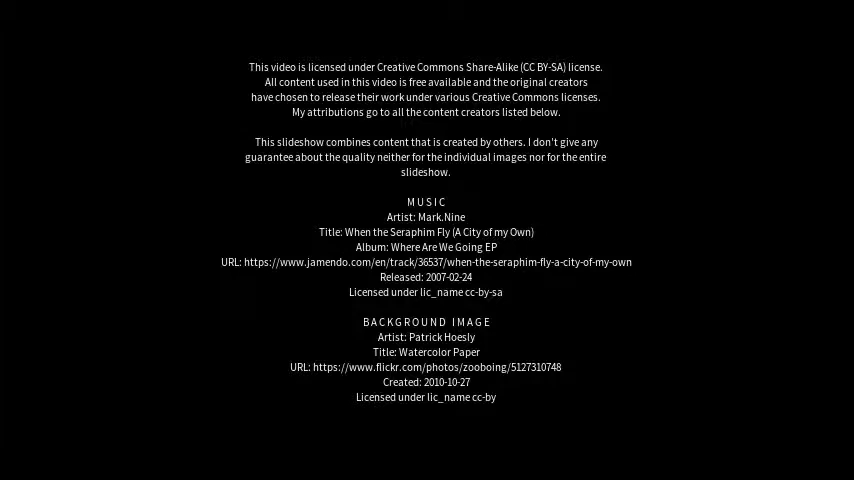 This video is licensed under Creative Commons Share-Alike (CC BY-SA) license.
All content used in this video is free available and the original creators
have chosen to release their work under various Creative Commons licenses.
My attributions go to all the content creators listed below.
This slideshow combines content that is created by others. I don't give any
guarantee about the quality neither for the individual images nor for the entire
slideshow.
MUSIC
Artist: Mark.Nine
Title: When the Seraphim Fly (A City of my Own)
Album: Where Are We Going EP
URL: https://www.jamendo.com/en/track/36537/when-the-seraphim-fly-a-city-of-my-own
Released: 2007-02-24
Licensed under lic_name cc-by-sa
BACKGROUND IMAGE
Artist: Patrick Hoesly
Title: Watercolor Paper
URL: https://www.flickr.com/photos/zooboing/5127310748
Created: 2010-10-27
Licensed under lic_name cc-by